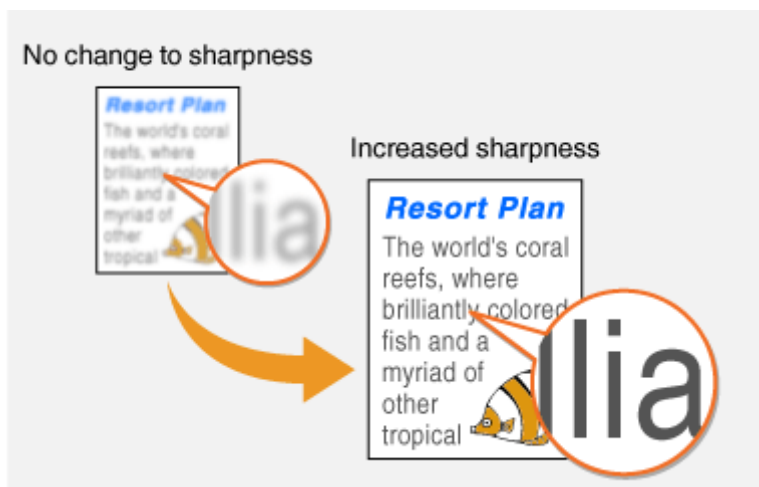 No change to sharpness
Resort Plan
The world's coral
reefs, where
brilliantly colored
fish and a
myriad of
other
tropical
llia
Increased sharpness
Resort Plan
The world's coral
reefs, where
brilliantly colored
fish and a
myriad of
other
tropical
llia